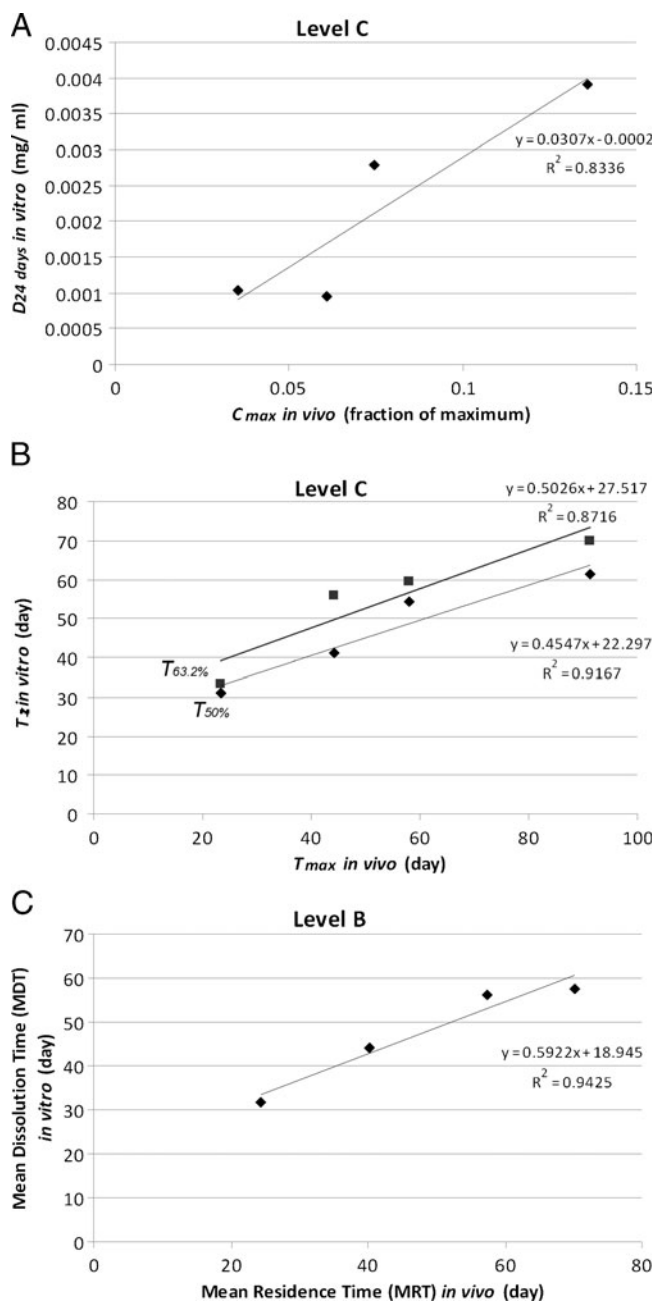 A
Level C
0.0045
0.004
0.0035
0.003
0.0025
0.002
0.0015
0.001
0.0005
0
D24 days in vitro (mg/ ml)
y = 0.0307x-0.0002
R2 = 0.8336
0
0.05
0.1
0.15
Cmax in vivo (fraction of maximum)
B
Level C
80
70
60
50
40
30
20
10
0
in vitro (day)
y = 0.5026x+27.517
R2 = 0.8716
y = 0.4547x+22.297
R2 = 0.9167
T63.2%
T50%
0
20
40
60
80
100
Tmax in vivo (day)
C
Level B
70
60
50
40
30
20
10
0
Mean Dissolution Time (MDT)
in vitro (day)
y = 0.5922x+18.945
R2 = 0.9425
0
20
40
60
80
Mean Residence Time (MRT) in vivo (day)